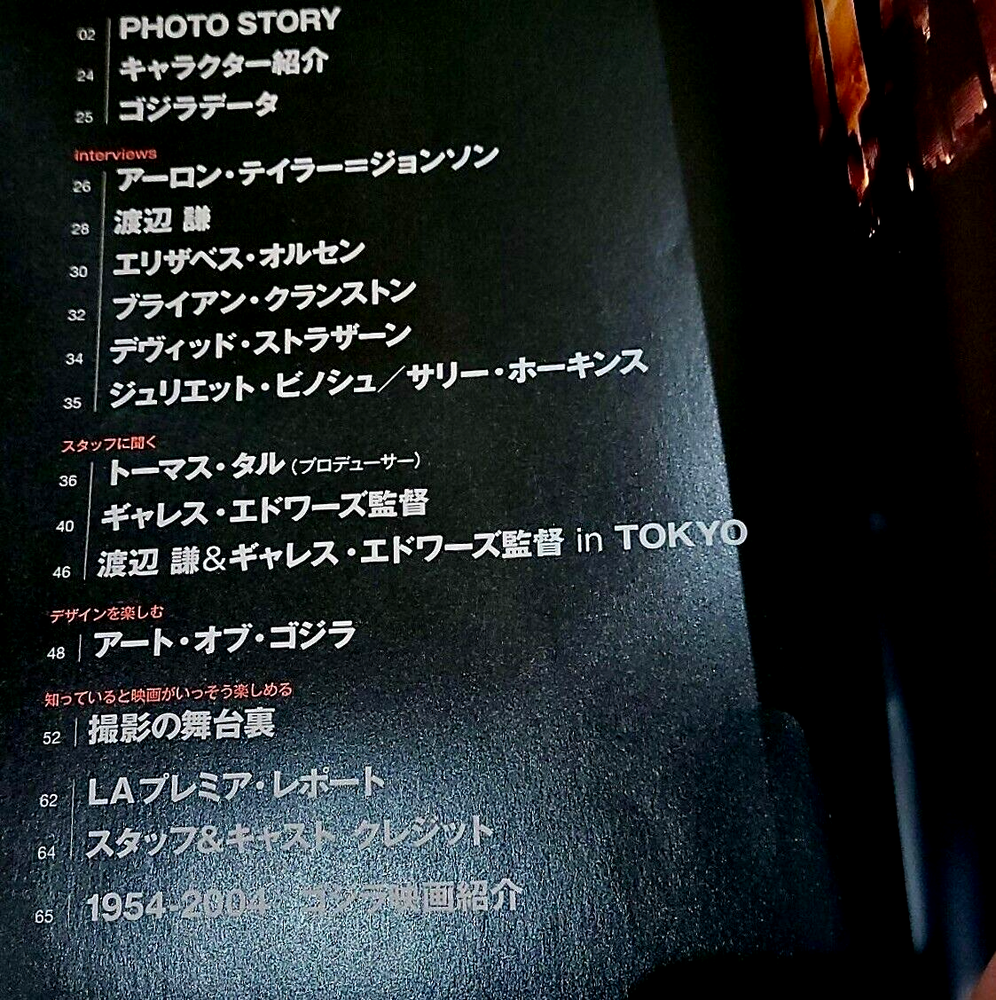 02 PHOTO STORY
24 キャラクター紹介
25 ゴジラデータ
interviews
26 アーロン・テイラー＝ジョンソン
28 渡辺 謙
30 エリザベス・オルセン
32 ブライアン・クランストン
34 デヴィッド・ストラザーン
35 ジュリエット・ビノシュ／サリー・ホーキンス
スタッフに聞く
36 トーマス・タル（プロデューサー）
40 ギャレス・エドワーズ監督
46 渡辺 謙&ギャレス・エドワーズ監督 in TOKYO
デザインを楽しむ
48 アート・オブ・ゴジラ
知っていると映画がいっそう楽しめる
52 撮影の舞台裏
62 LAプレミア・レポート
64 スタッフ&キャスト クレジット
65 1954-2004 ゴジラ映画紹介